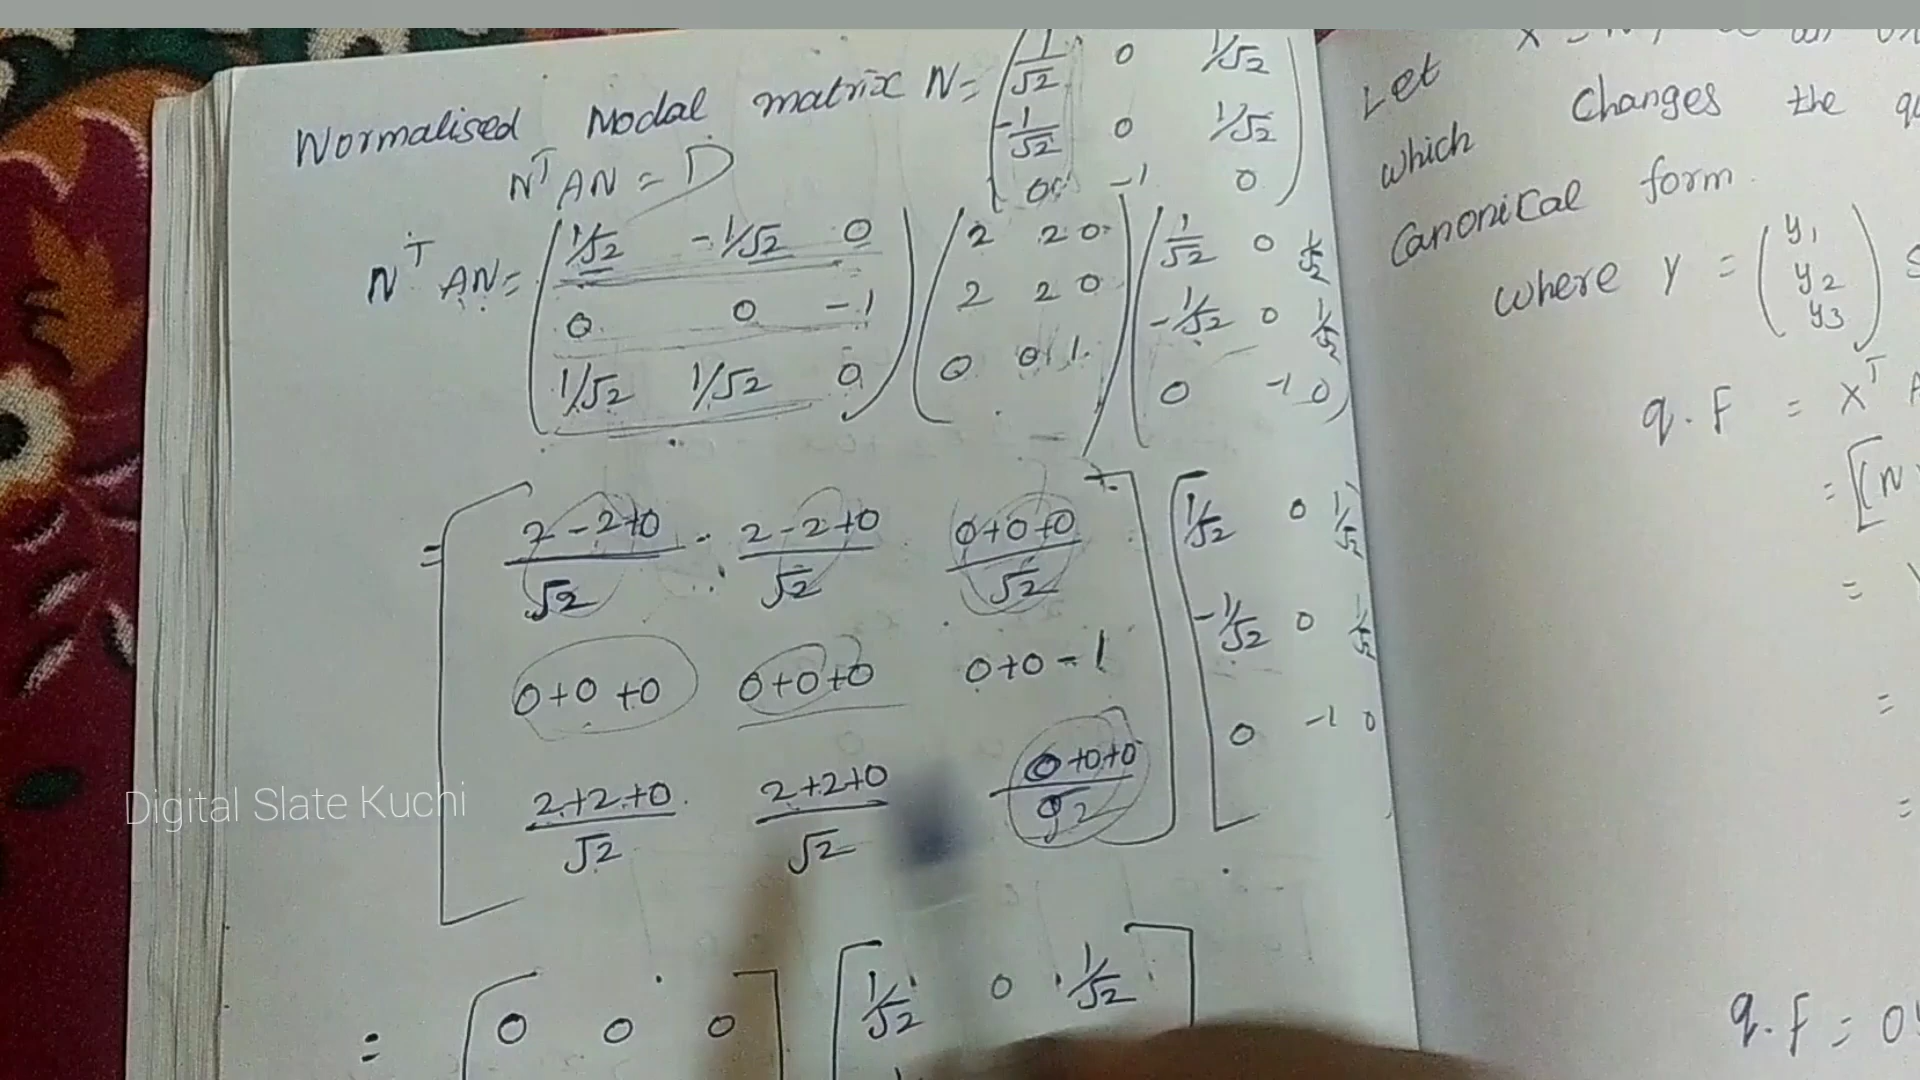 Normalised Modal matrix N = (1/√2 0 1/√2
-1/√2 0 1/√2
0 -1 0)
Nᵀ AN = D
Nᵀ AN = (1/√2 -1/√2 0
0 0 -1
1/√2 1/√2 0) (2 2 0
2 2 0
0 0 1) (1/√2 0 1/√2
-1/√2 0 1/√2
0 -1 0)
= [2-2+0/√2 2-2+0/√2 0+0+0/√2
0+0+0 0+0+0 0+0-1
2+2+0/√2 2+2+0/√2 0+0+0/√2] [1/√2 0 1/√2
-1/√2 0 1/√2
0 -1 0]
= [0 0 0] [1/√2 0 1/√2]
Let
which changes the
canonical form
where Y = (y₁
y₂
y₃)
q.F = Xᵀ
= [N
=
=
=
q.F = 0
Digital Slate Kuchi